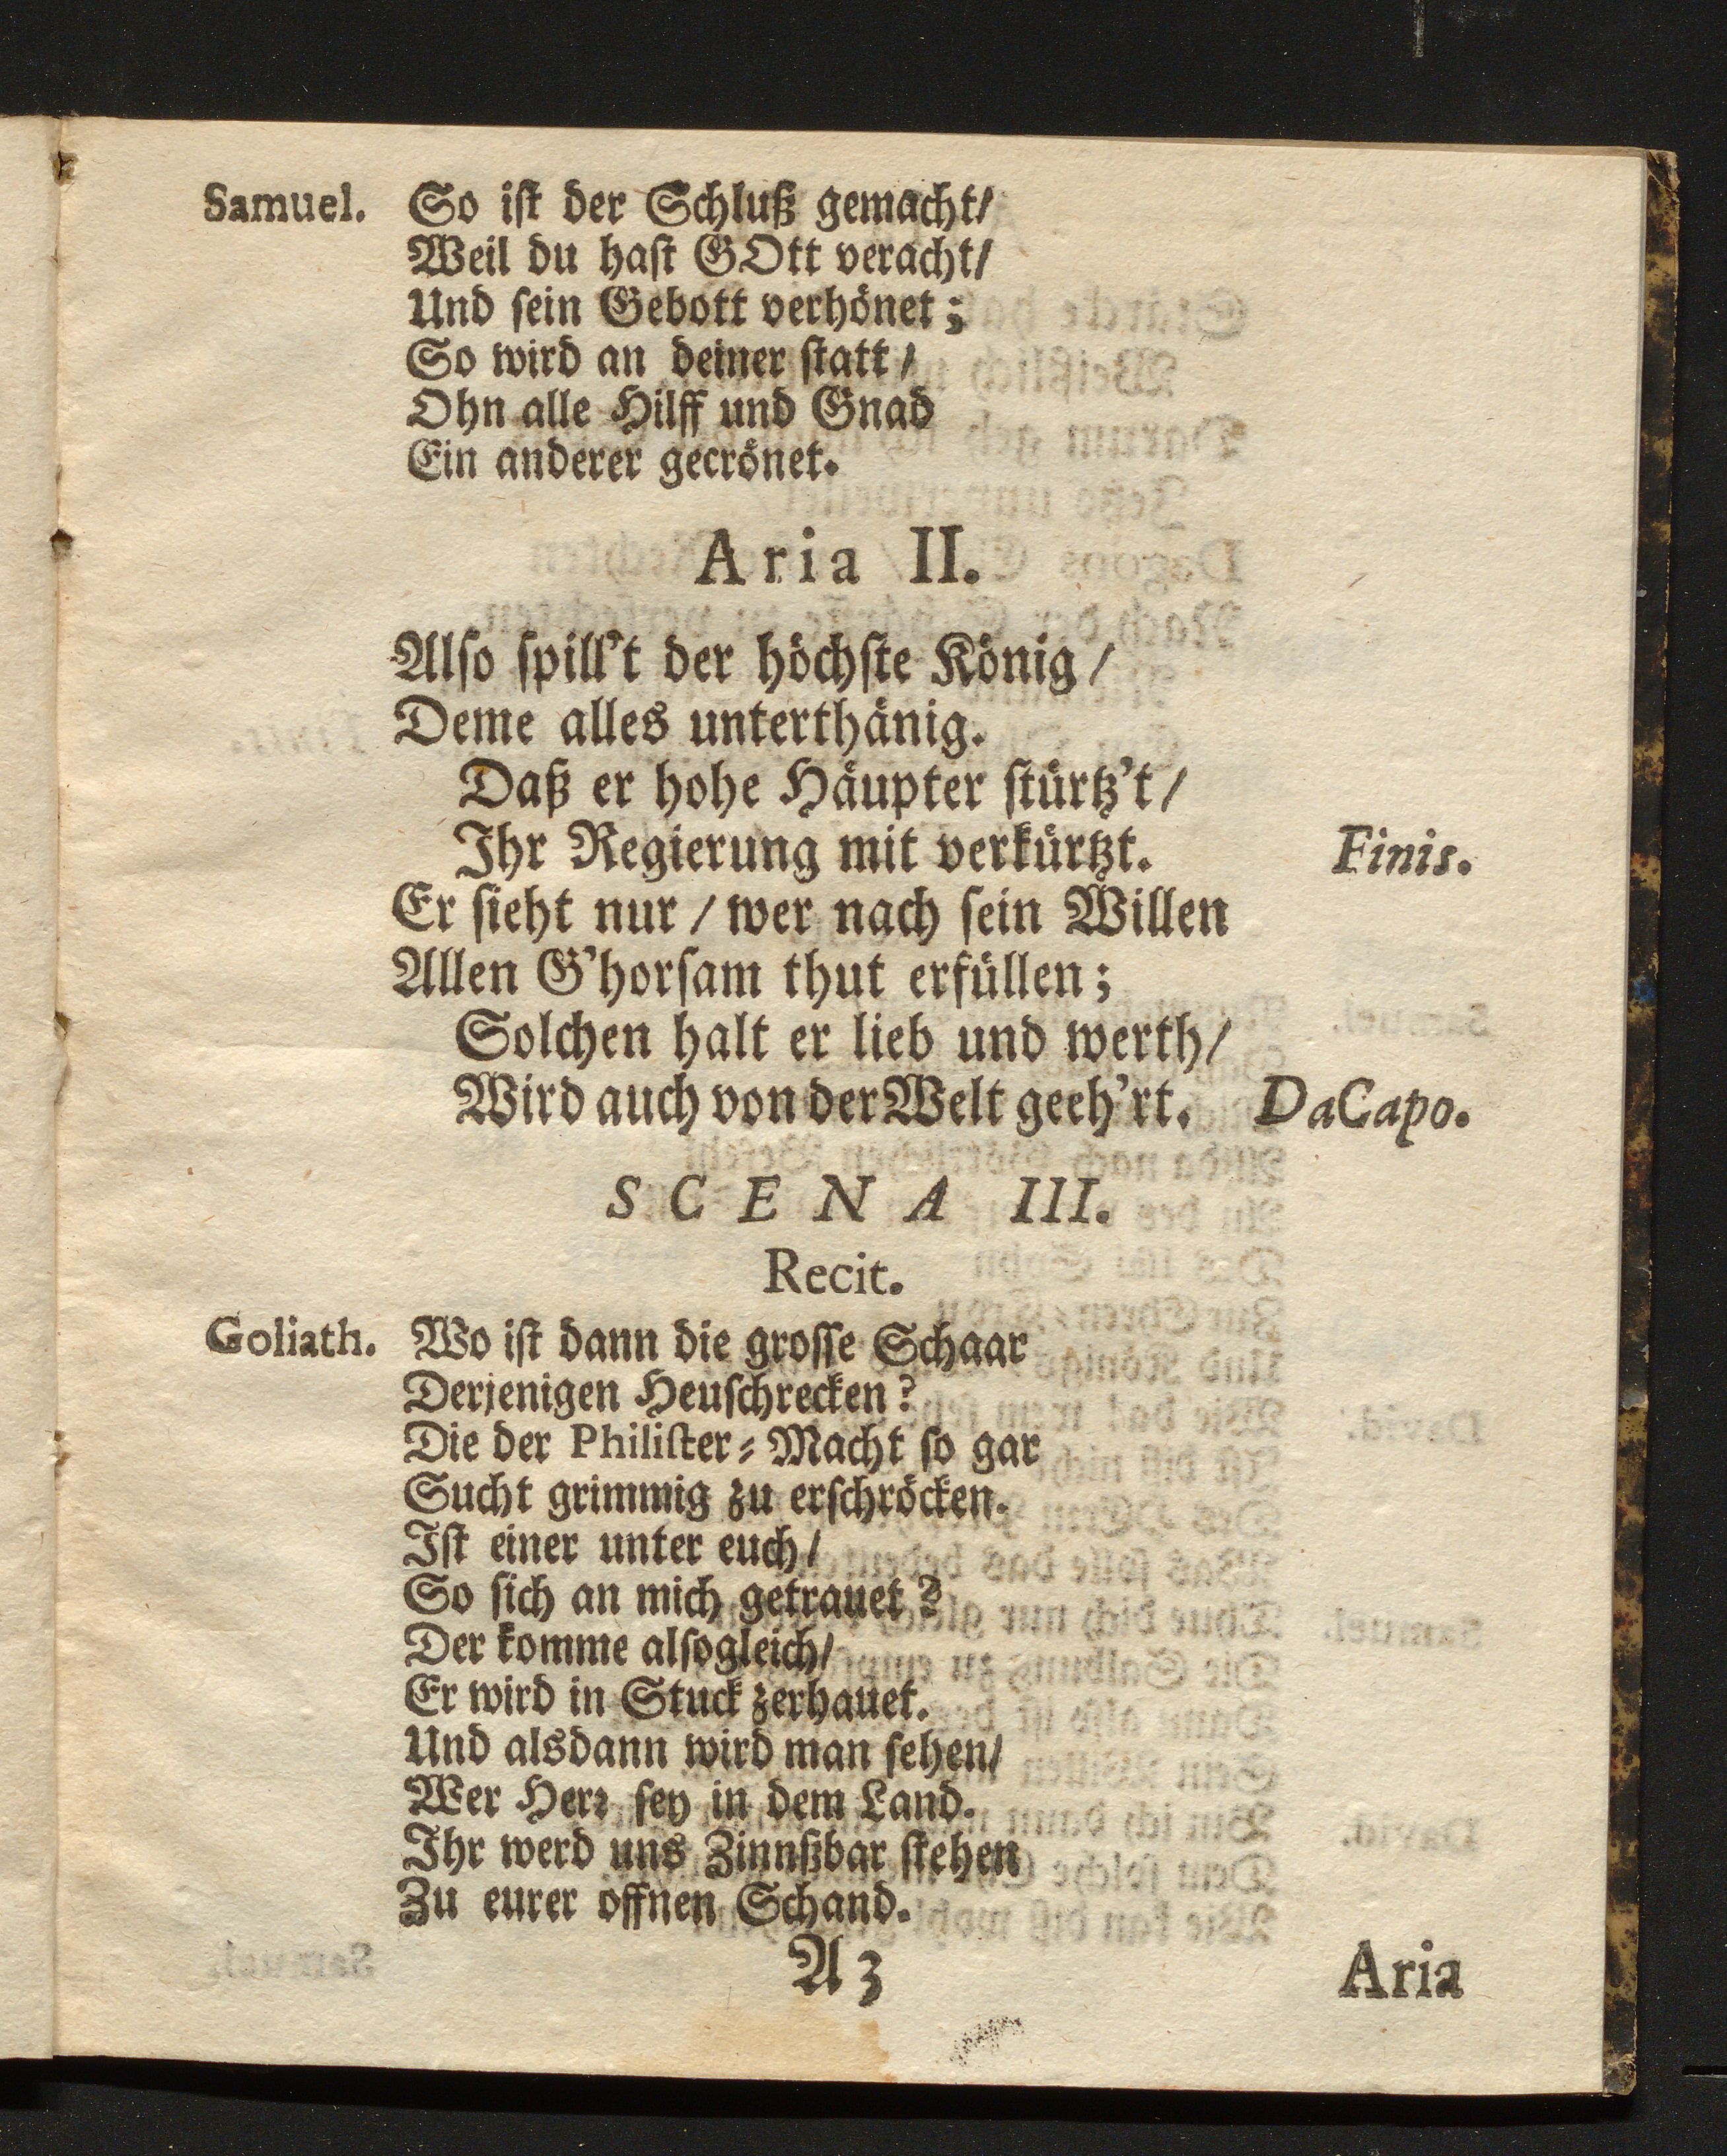 Samuel. So iſt der Schluß gemacht/
Weil du haſt GOtt veracht/
Und ſein Gebott verhönet;
So wird an deiner ſtatt/
Ohn alle Hilff und Gnad
Ein anderer gecrönet.
Aria II.
Alſo ſpill't der höchſte König/
Deme alles unterthänig.
Daß er hohe Häupter ſtürtz't/
Ihr Regierung mit verkürtzt. Finis.
Er ſieht nur/ wer nach ſein Willen
Allen G'horſam thut erfüllen;
Solchen halt er lieb und werth/
Wird auch von der Welt geeh'rt. DaCapo.
SCENA III.
Recit.
Goliath. Wo iſt dann die groſſe Schaar
Derjenigen Heuſchrecken?
Die der Philiſter⸗Macht ſo gar
Sucht grimmig zu erſchröcken.
Iſt einer unter euch/
So ſich an mich getrauet?
Der komme alſogleich/
Er wird in Stuck zerhauet.
Und alsdann wird man ſehen/
Wer Herꝛ ſey in dem Land.
Ihr werd uns Zinnßbar ſtehen
Zu eurer offnen Schand.
A3 Aria